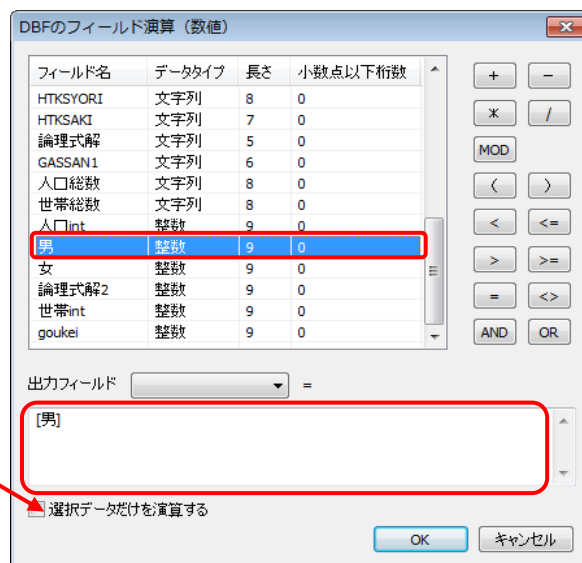 DBFのフィールド演算（数値）
フィールド名 データタイプ 長さ 小数点以下桁数
HTKSYORI 文字列 8 0
HTKSAKI 文字列 7 0
論理式解 文字列 5 0
GASSAN1 文字列 6 0
人口総数 文字列 8 0
世帯総数 文字列 8 0
人口int 整数 9 0
男 整数 9 0
女 整数 9 0
論理式解2 整数 9 0
世帯int 整数 9 0
goukei 整数 9 0
+ -
* /
MOD
( )
< <=
> >=
= <>
AND OR
出力フィールド =
[男]
選択データだけを演算する
OK キャンセル